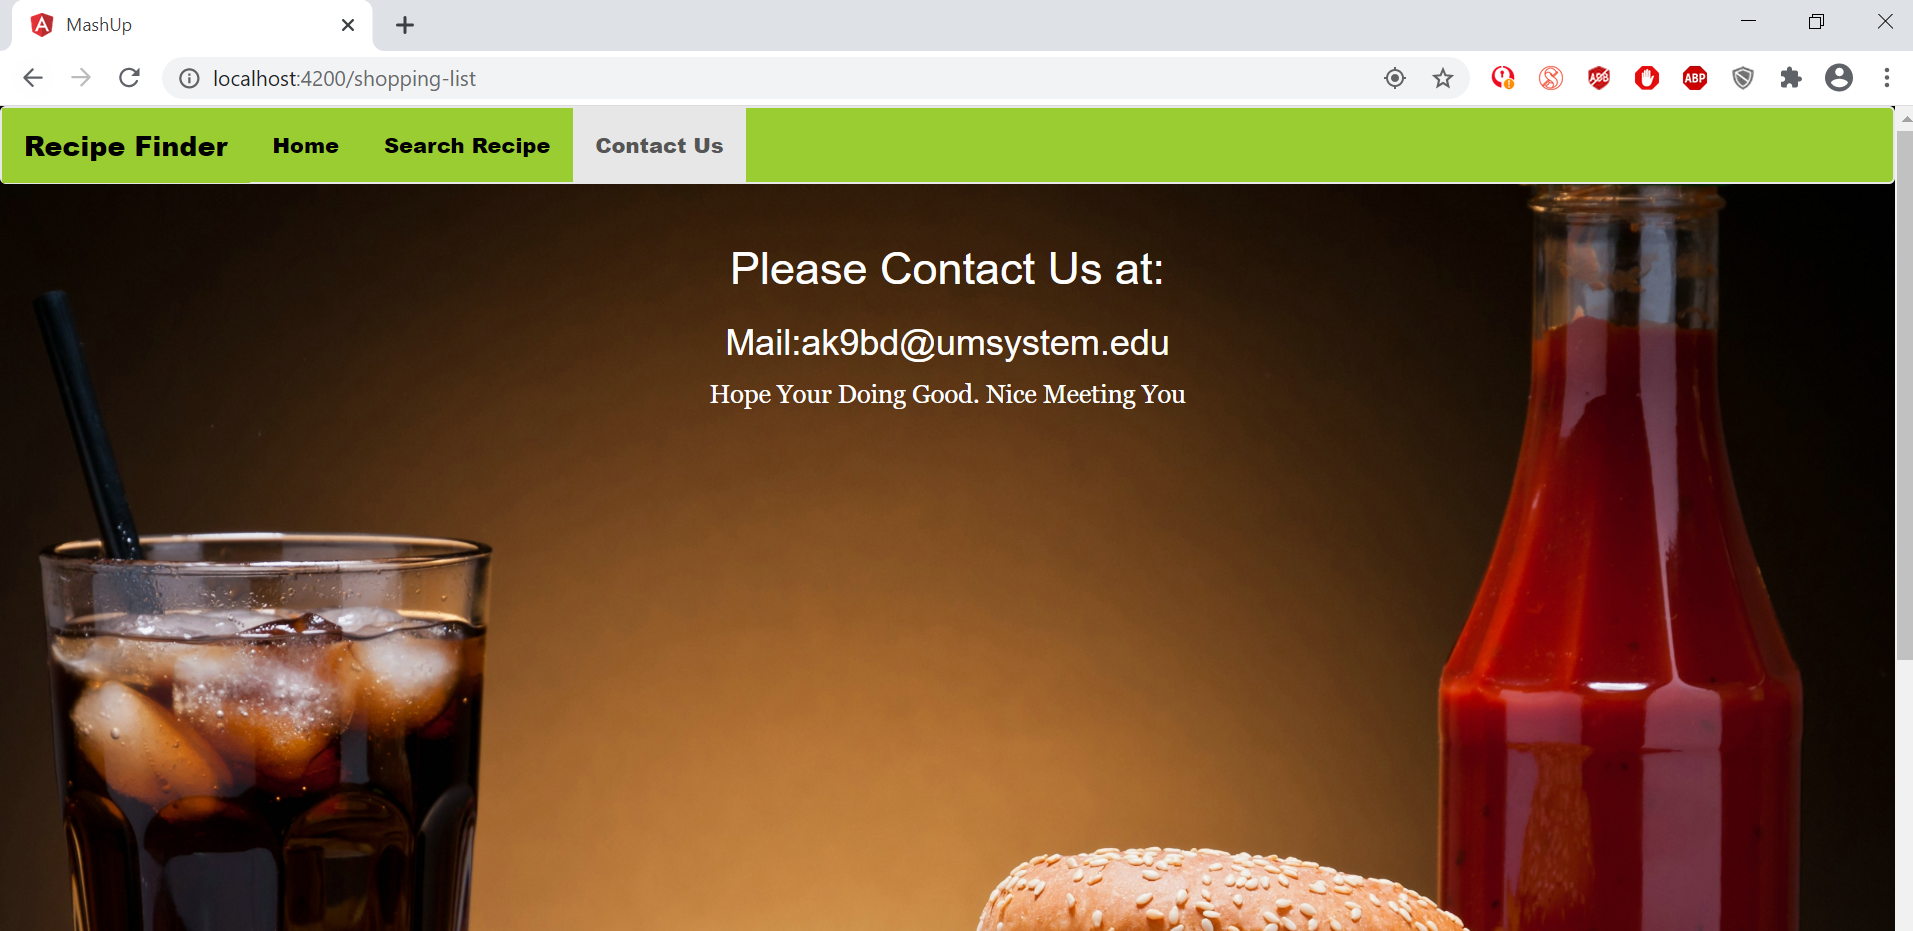 MashUp
localhost:4200/shopping-list
ABP
Recipe Finder Home Search Recipe Contact Us
Please Contact Us at:
Mail:ak9bd@umsystem.edu
Hope Your Doing Good. Nice Meeting You